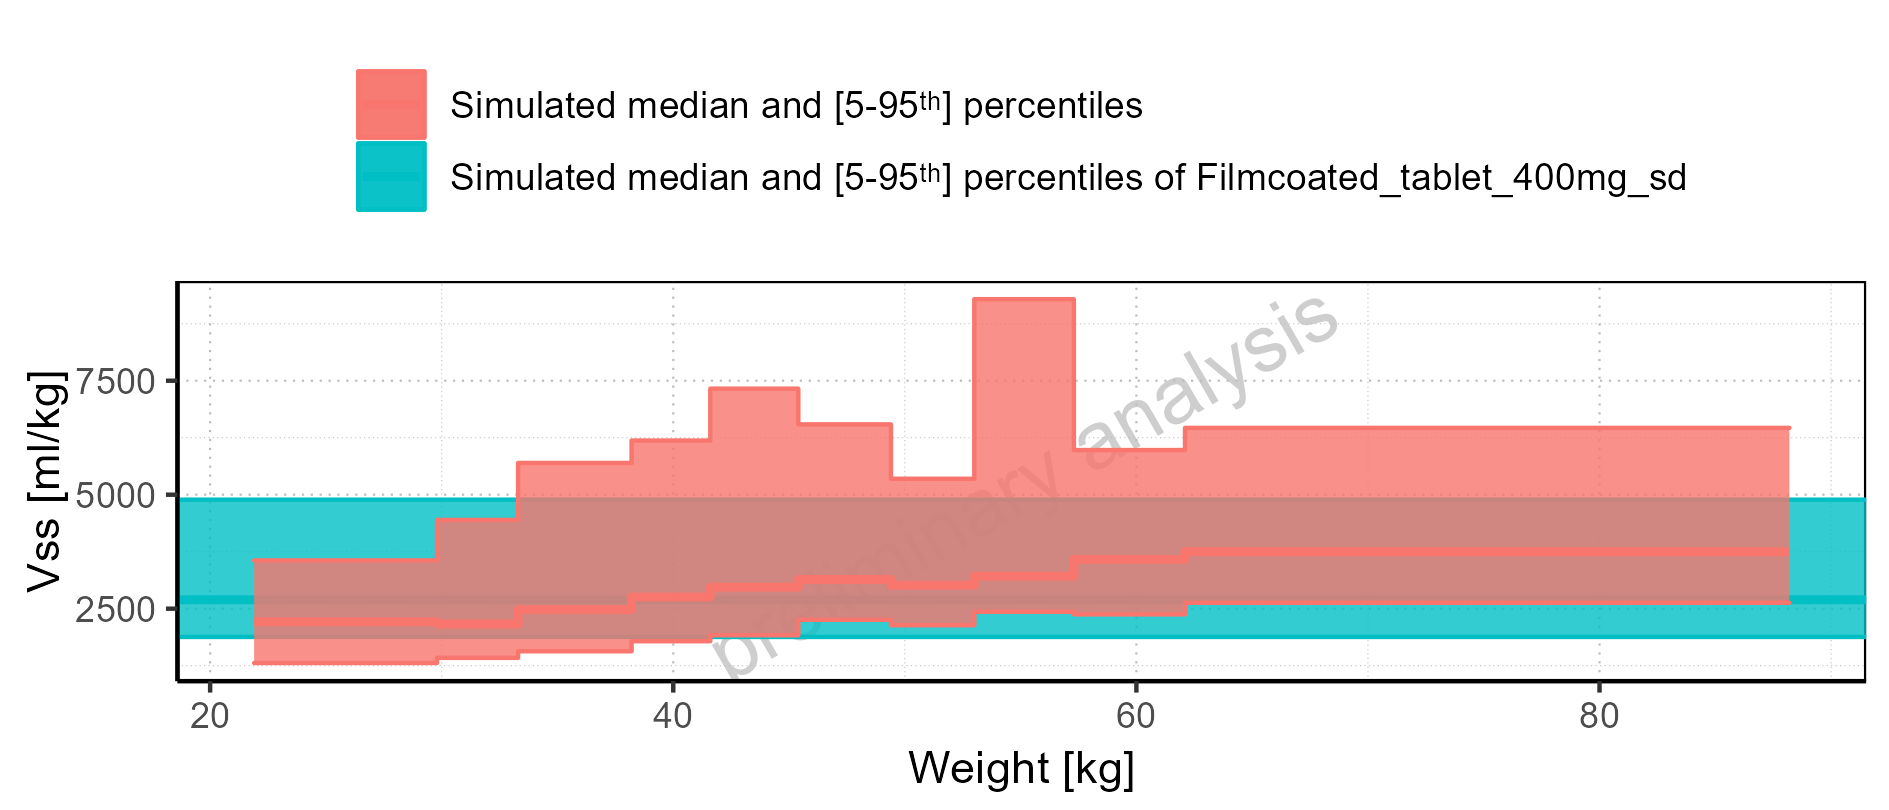 Simulated median and [5-95th] percentiles
Simulated median and [5-95th] percentiles of Filmcoated_tablet_400mg_sd
Vss [ml/kg]
7500
5000
2500
preliminary analysis
20 40 60 80
Weight [kg]